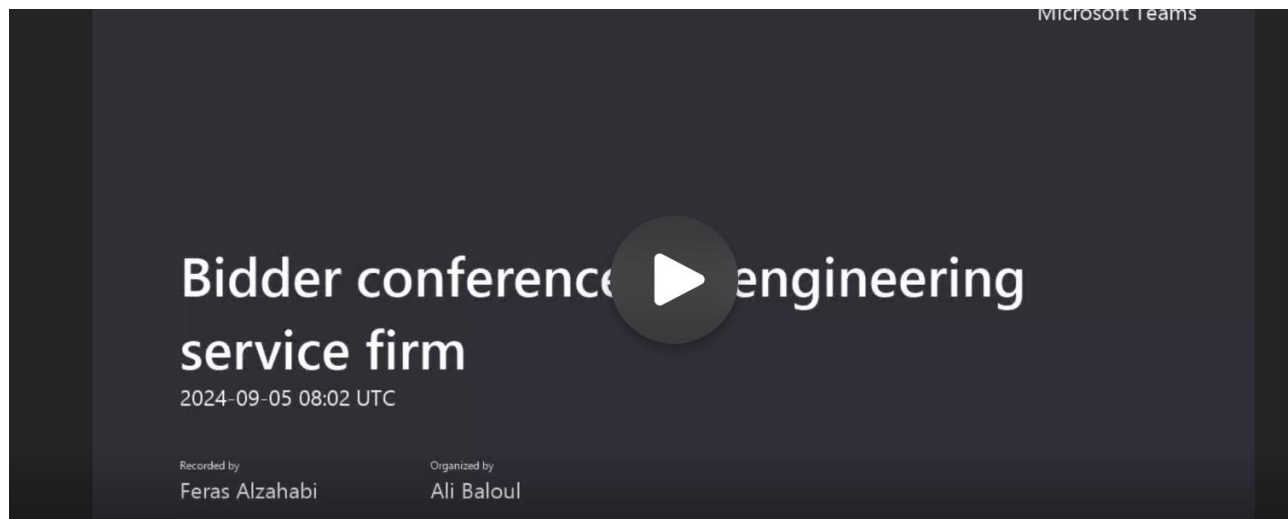 Microsoft Teams
Bidder conference engineering
service firm
2024-09-05 08:02 UTC
Recorded by Organized by
Feras Alzahabi Ali Baloul